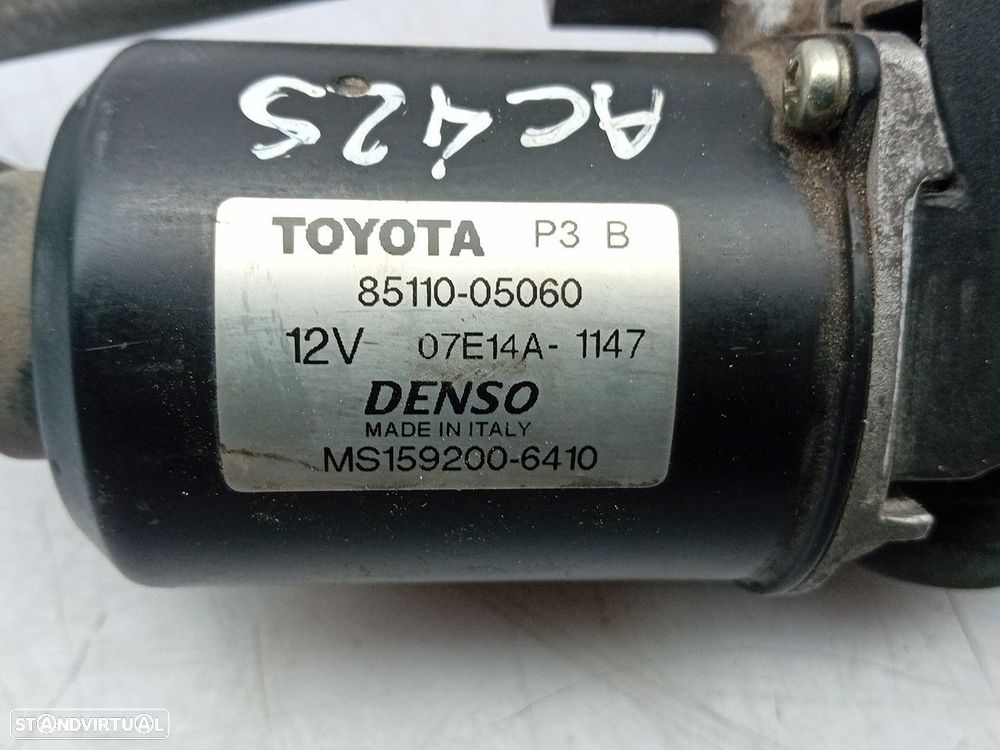 AC425
TOYOTA P3 B
85110-05060
12V 07E14A- 1147
DENSO
MADE IN ITALY
MS159200-6410
STANDVIRTUAL